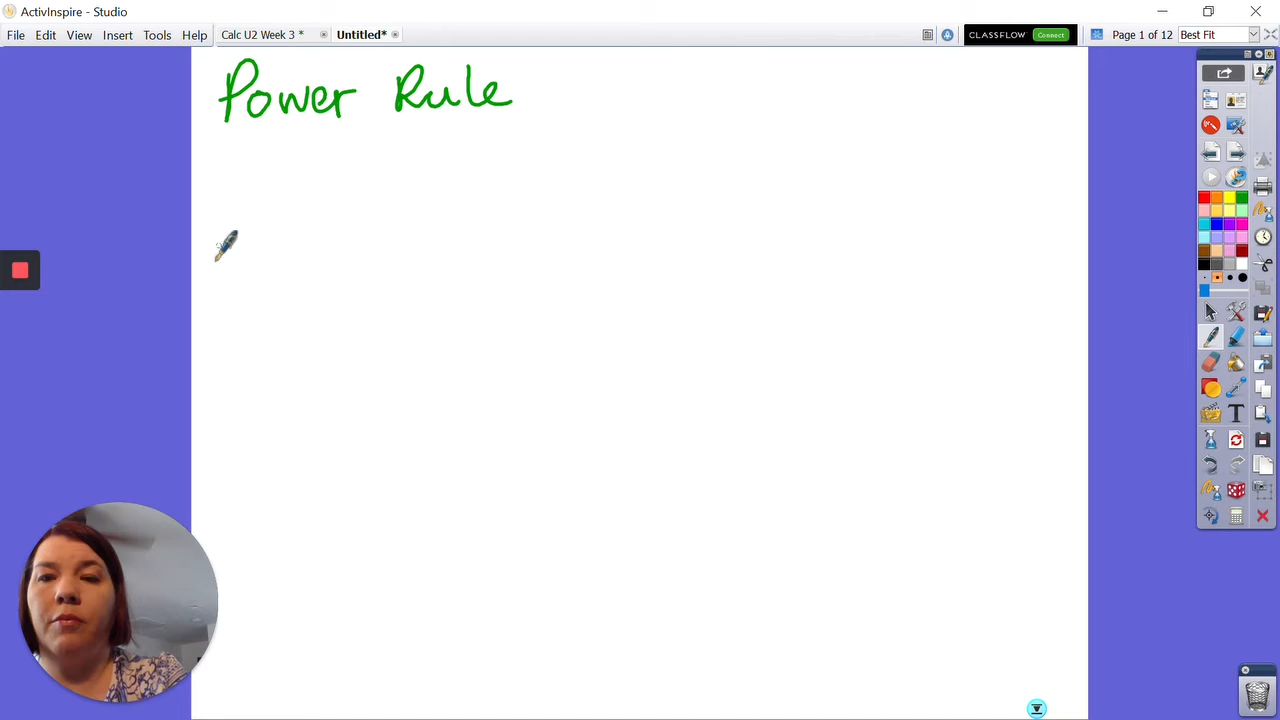 ActivInspire - Studio
File Edit View Insert Tools Help Calc U2 Week 3 * Untitled* CLASSFLOW Connect Page 1 of 12 Best Fit
Power Rule